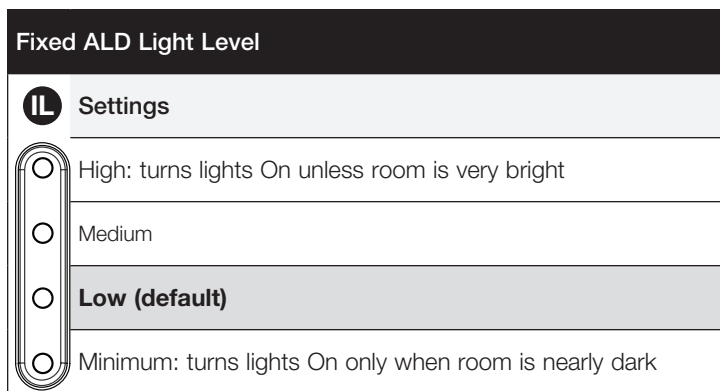 Fixed ALD Light Level
IL Settings
High: turns lights On unless room is very bright
Medium
Low (default)
Minimum: turns lights On only when room is nearly dark